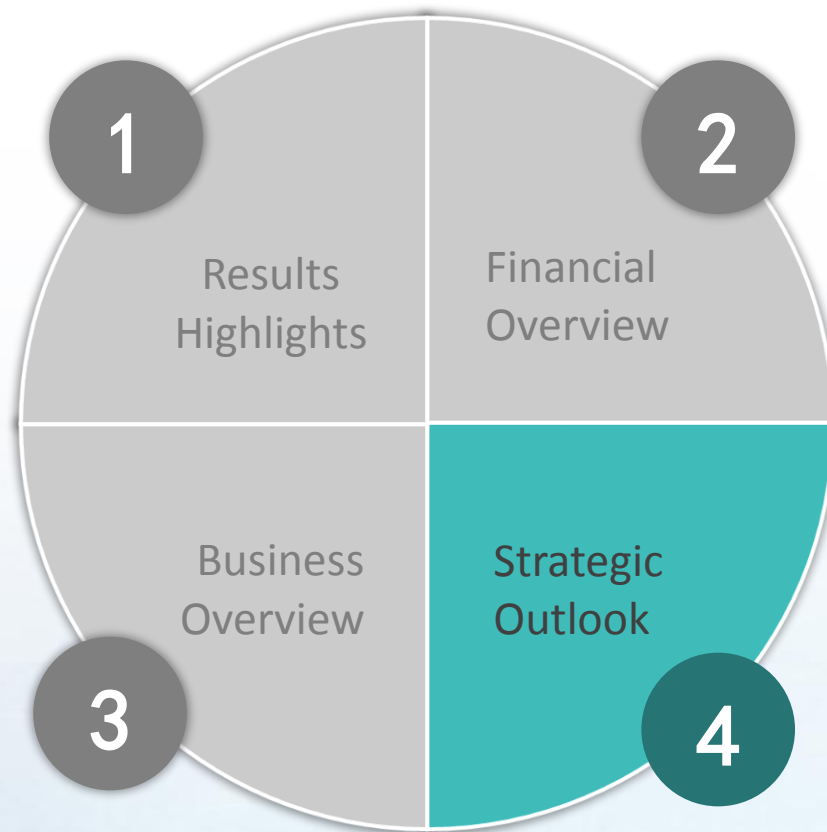 1
Results
Highlights
2
Financial
Overview
3
Business
Overview
4
Strategic
Outlook